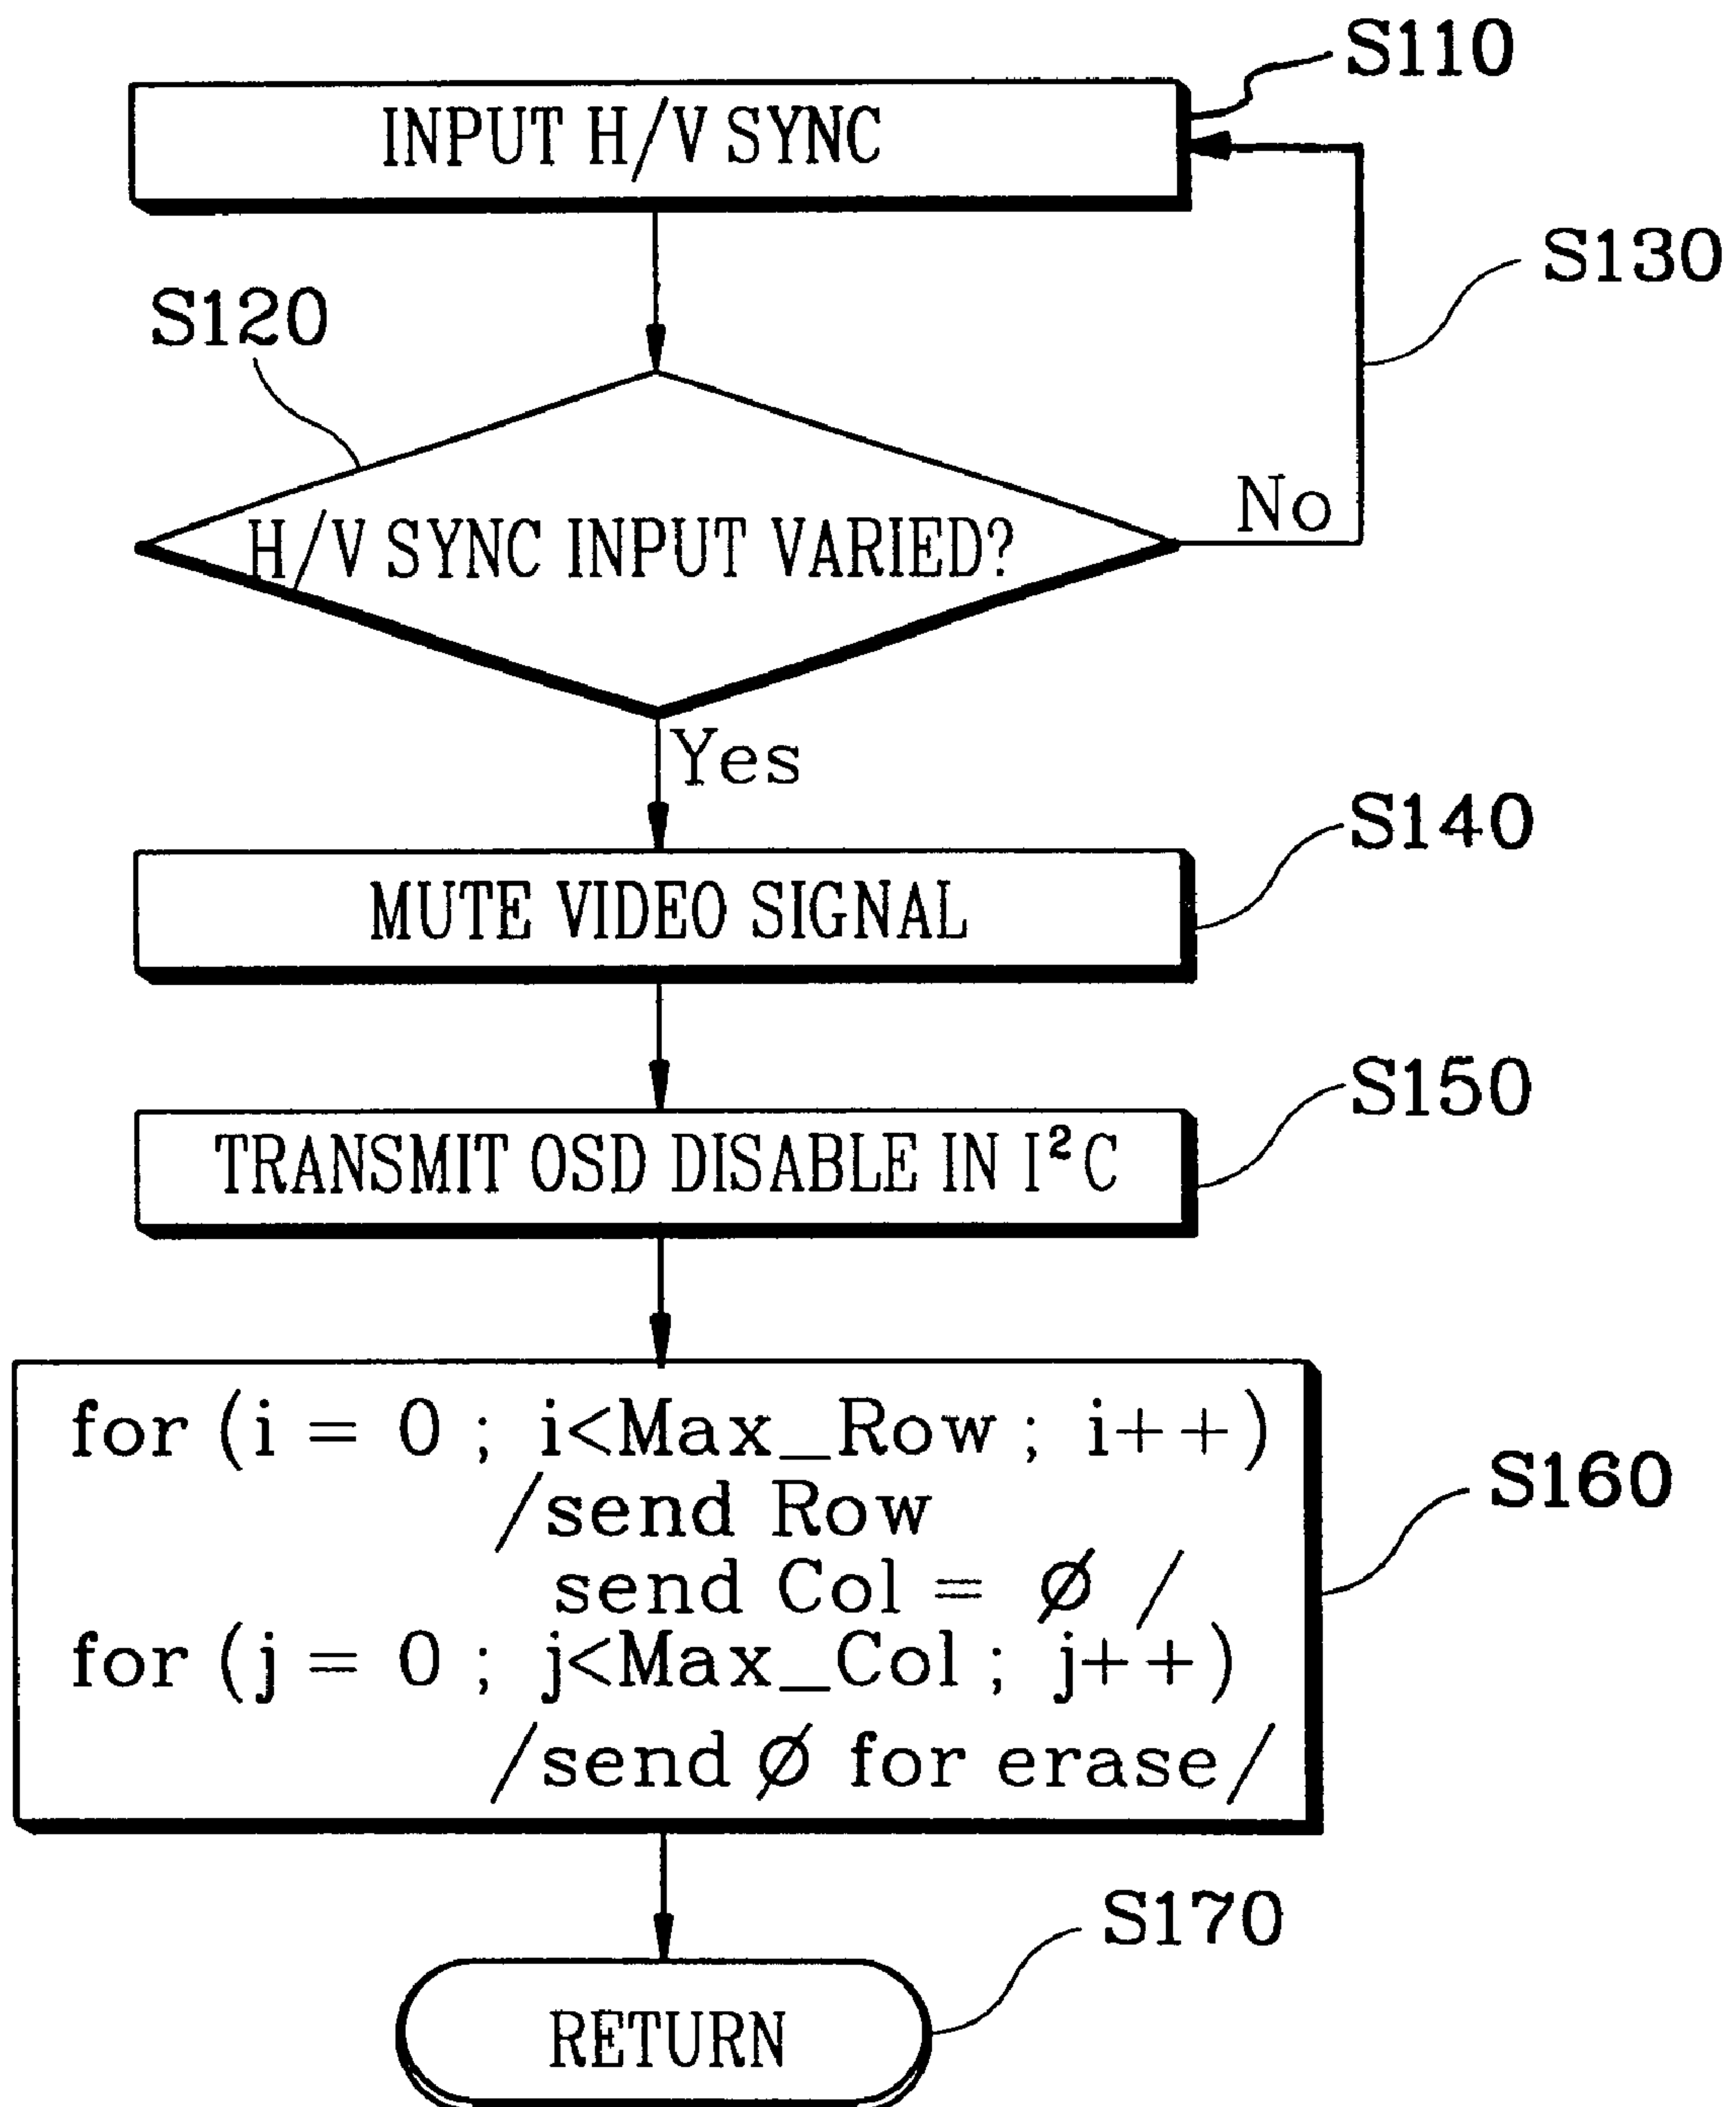 S110
INPUT H/V SYNC
S130
S120
No
H/V SYNC INPUT VARIED?
Yes
S140
MUTE VIDEO SIGNAL
S150
TRANSMIT OSD DISABLE IN I²C
for (i = 0 ; i<Max_Row ; i++)
/send Row
send Col = Ø /
for (j = 0 ; j<Max_Col ; j++)
/send Ø for erase/
S160
S170
RETURN